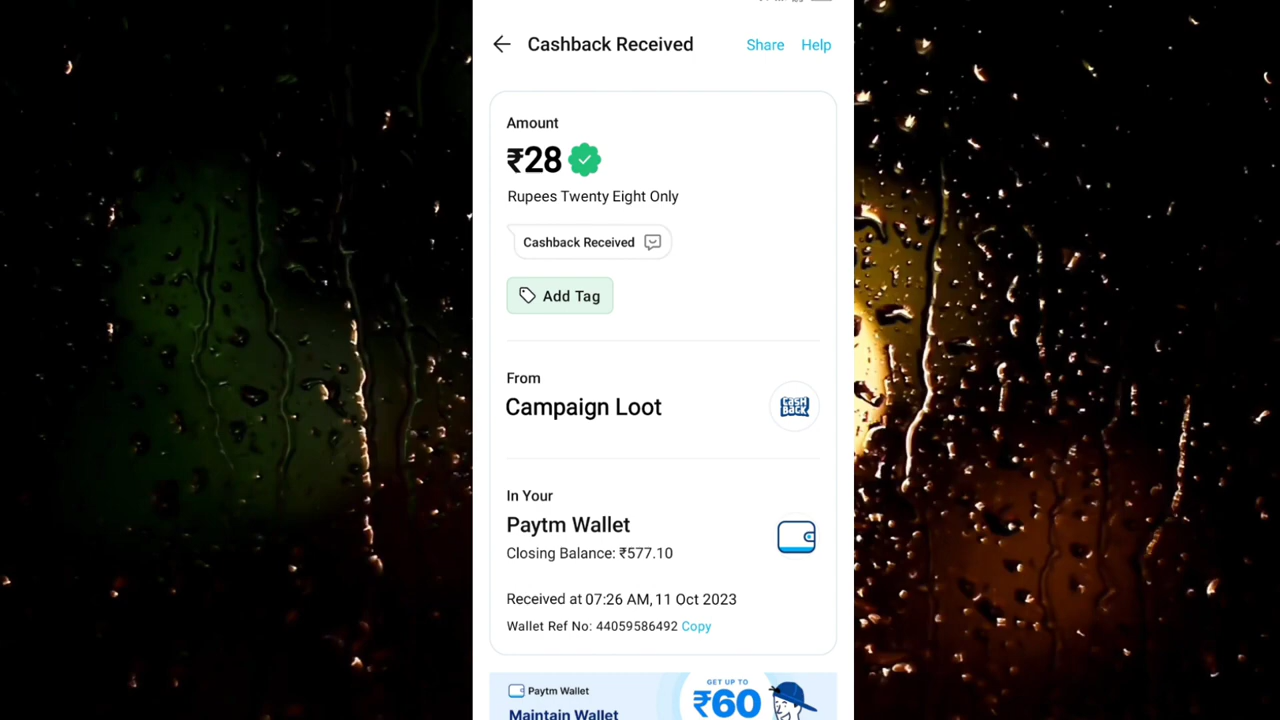 Cashback Received Share Help
Amount
₹28
Rupees Twenty Eight Only
Cashback Received
Add Tag
From
Campaign Loot
CASH
BACK
In Your
Paytm Wallet
Closing Balance: ₹577.10
Received at 07:26 AM, 11 Oct 2023
Wallet Ref No: 44059586492 Copy
Paytm Wallet
Maintain Wallet
GET UP TO
₹60